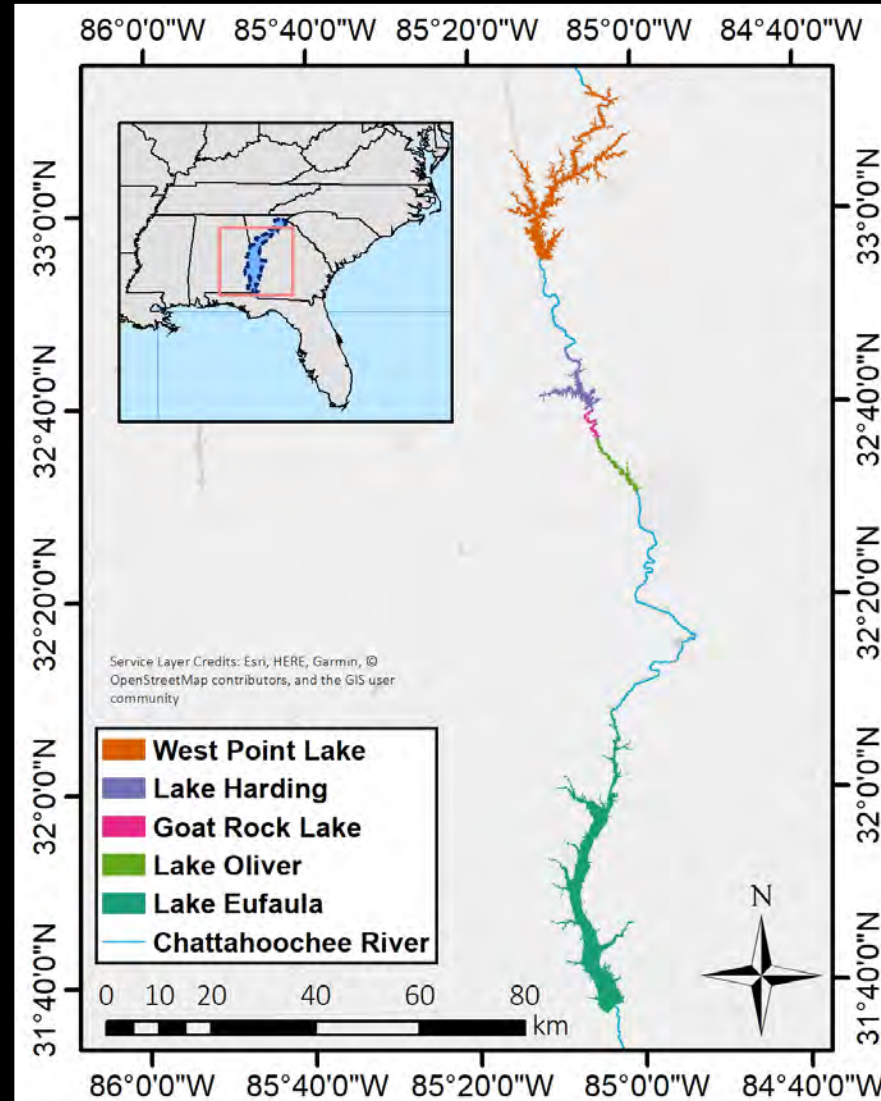 86°0'0"W 85°40'0"W 85°20'0"W 85°0'0"W 84°40'0"W
33°0'0"N
32°40'0"N
32°20'0"N
32°0'0"N
31°40'0"N
33°0'0"N
32°40'0"N
32°20'0"N
32°0'0"N
31°40'0"N
Service Layer Credits: Esri, HERE, Garmin, ©
OpenStreetMap contributors, and the GIS user
community
West Point Lake
Lake Harding
Goat Rock Lake
Lake Oliver
Lake Eufaula
Chattahoochee River
N
0 10 20 40 60 80
km
86°0'0"W 85°40'0"W 85°20'0"W 85°0'0"W 84°40'0"W